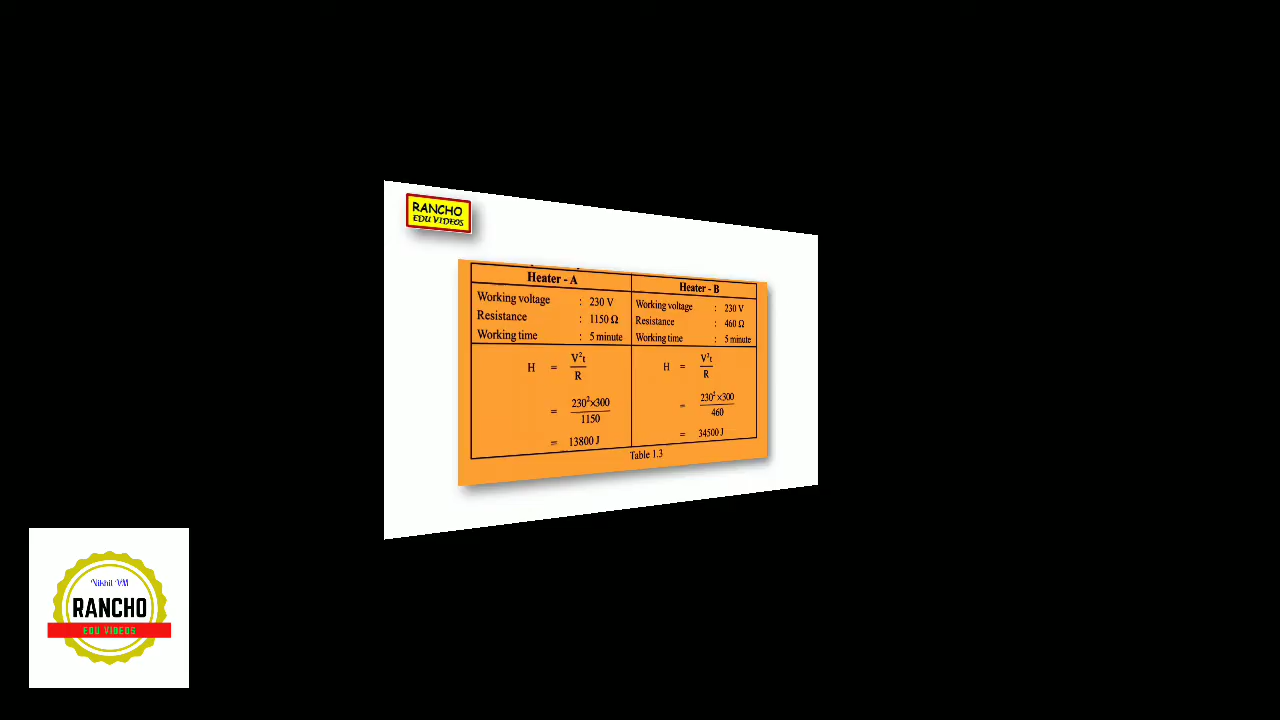 RANCHO
EDU VIDEOS
Heater - A
Working voltage : 230 V
Resistance : 1150 Ω
Working time : 5 minute
H = V²t
R
= 230²×300
1150
= 13800 J
Heater - B
Working voltage : 230 V
Resistance : 460 Ω
Working time : 5 minute
H = V²t
R
= 230²×300
460
= 34500 J
Table 1.3
Nikhil VM
RANCHO
EDU VIDEOS